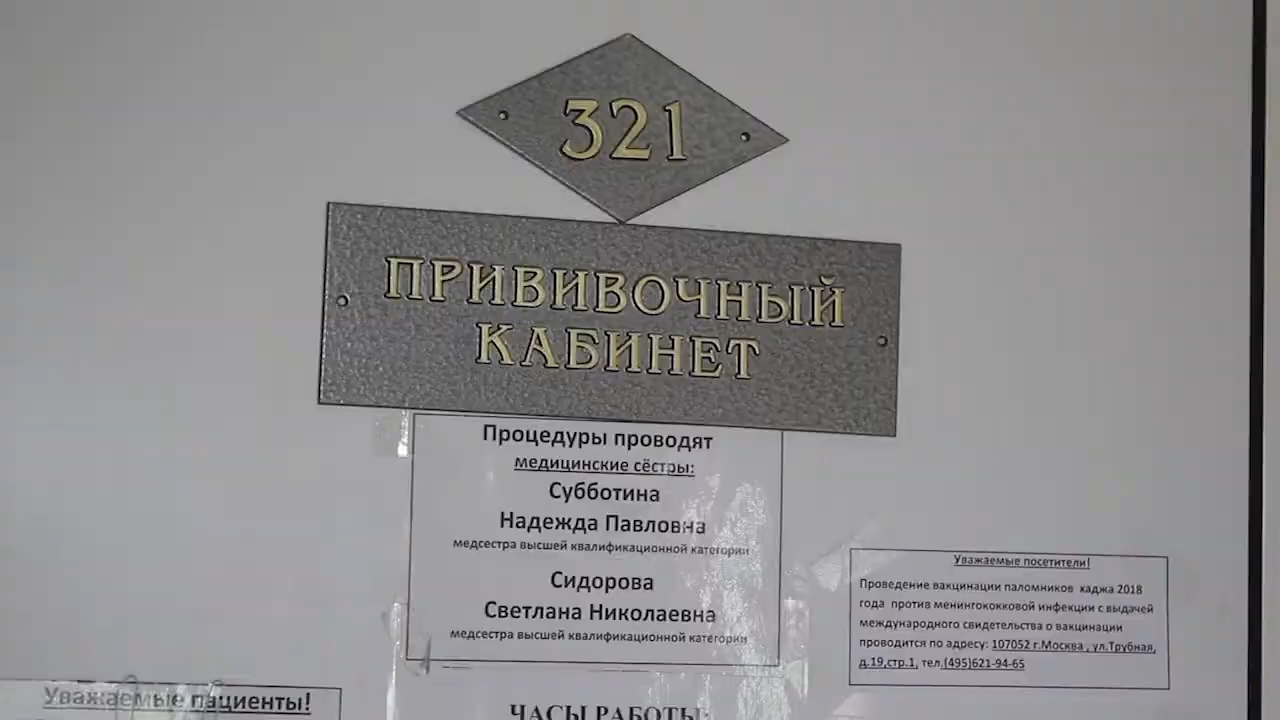 321
ПРИВИВОЧНЫЙ
КАБИНЕТ
Процедуры проводят
медицинские сёстры:
Субботина
Надежда Павловна
медсестра высшей квалификационной категории
Сидорова
Светлана Николаевна
медсестра высшей квалификационной категории
Уважаемые посетители!
Проведение вакцинации паломников хаджа 2018
года против менингококковой инфекции с выдачей
международного свидетельства о вакцинации
проводится по адресу: 107052 г.Москва , ул.Трубная,
д.19,стр.1, тел.(495)621-94-65
Уважаемые пациенты!
ЧАСЫ РАБОТЫ: